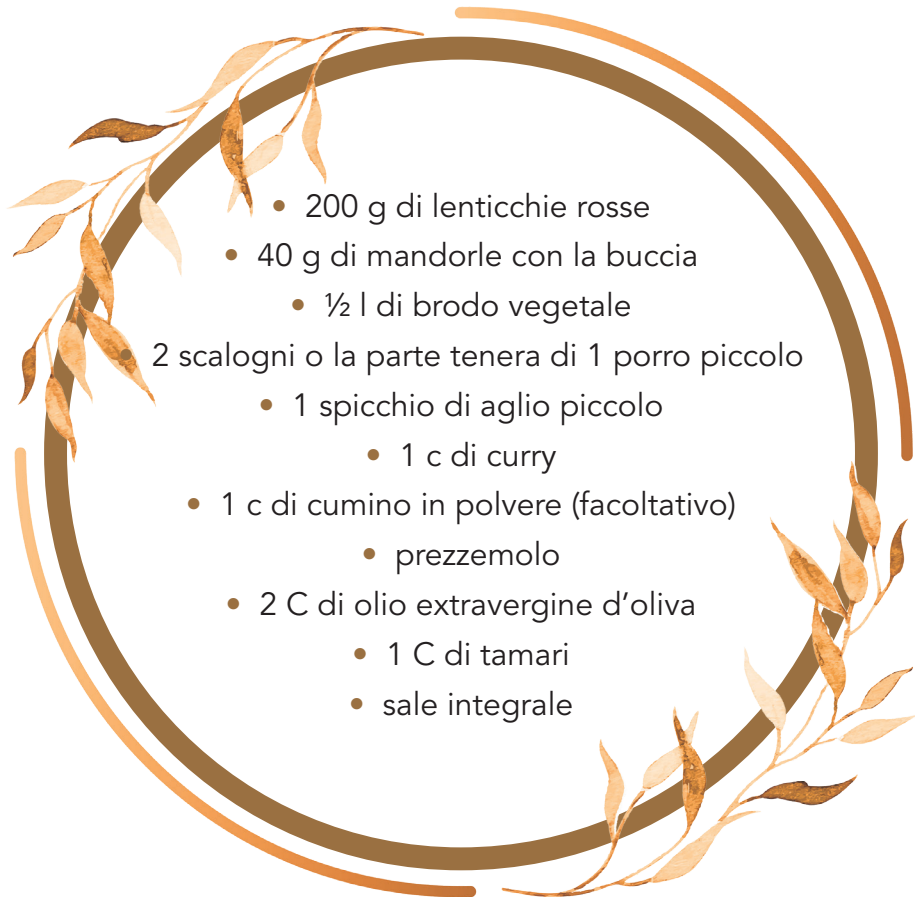 • 200 g di lenticchie rosse
• 40 g di mandorle con la buccia
• ½ l di brodo vegetale
• 2 scalogni o la parte tenera di 1 porro piccolo
• 1 spicchio di aglio piccolo
• 1 c di curry
• 1 c di cumino in polvere (facoltativo)
• prezzemolo
• 2 C di olio extravergine d’oliva
• 1 C di tamari
• sale integrale